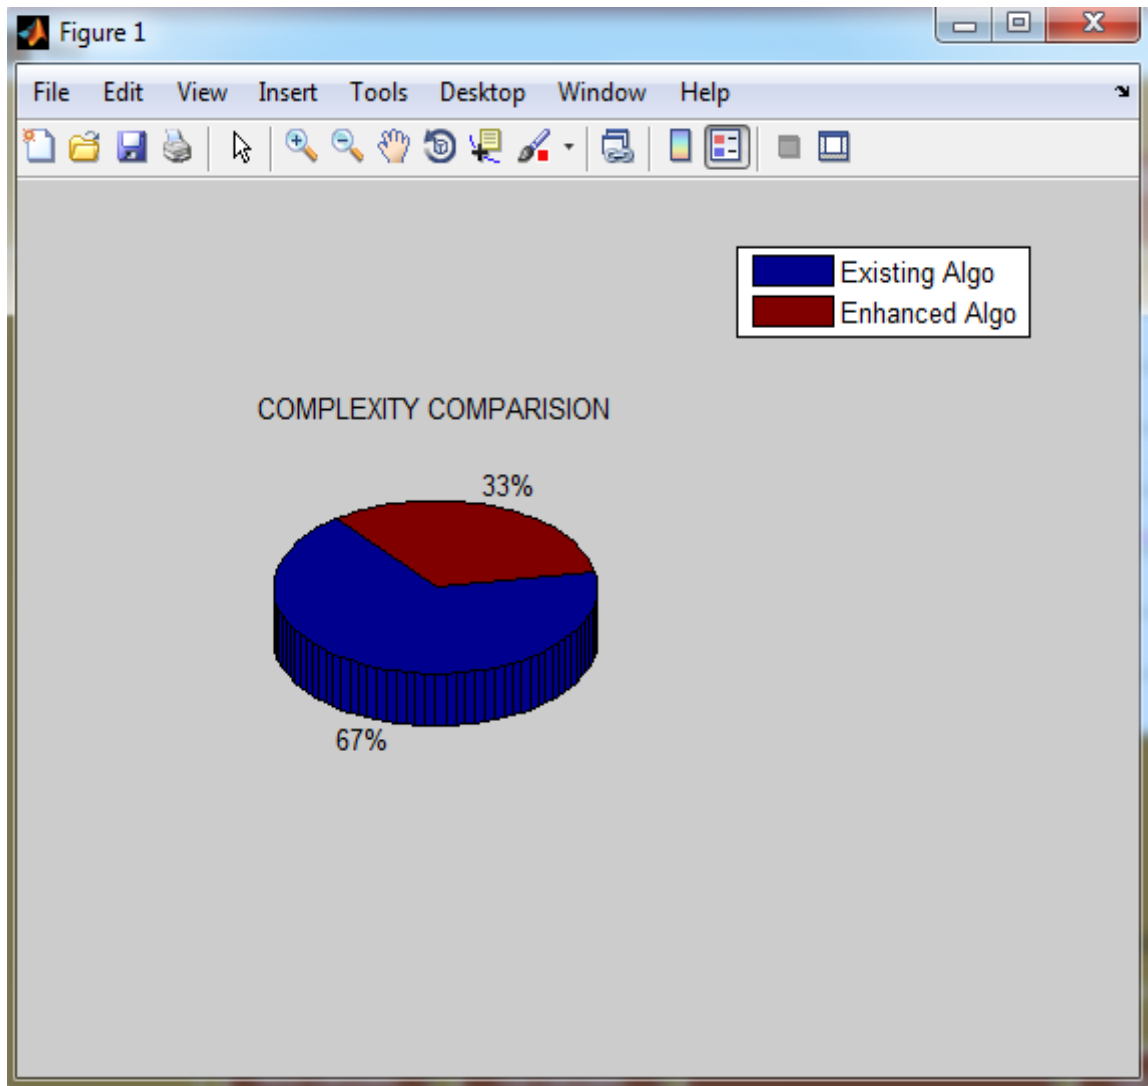 Figure 1
File Edit View Insert Tools Desktop Window Help
Existing Algo
Enhanced Algo
COMPLEXITY COMPARISION
33%
67%